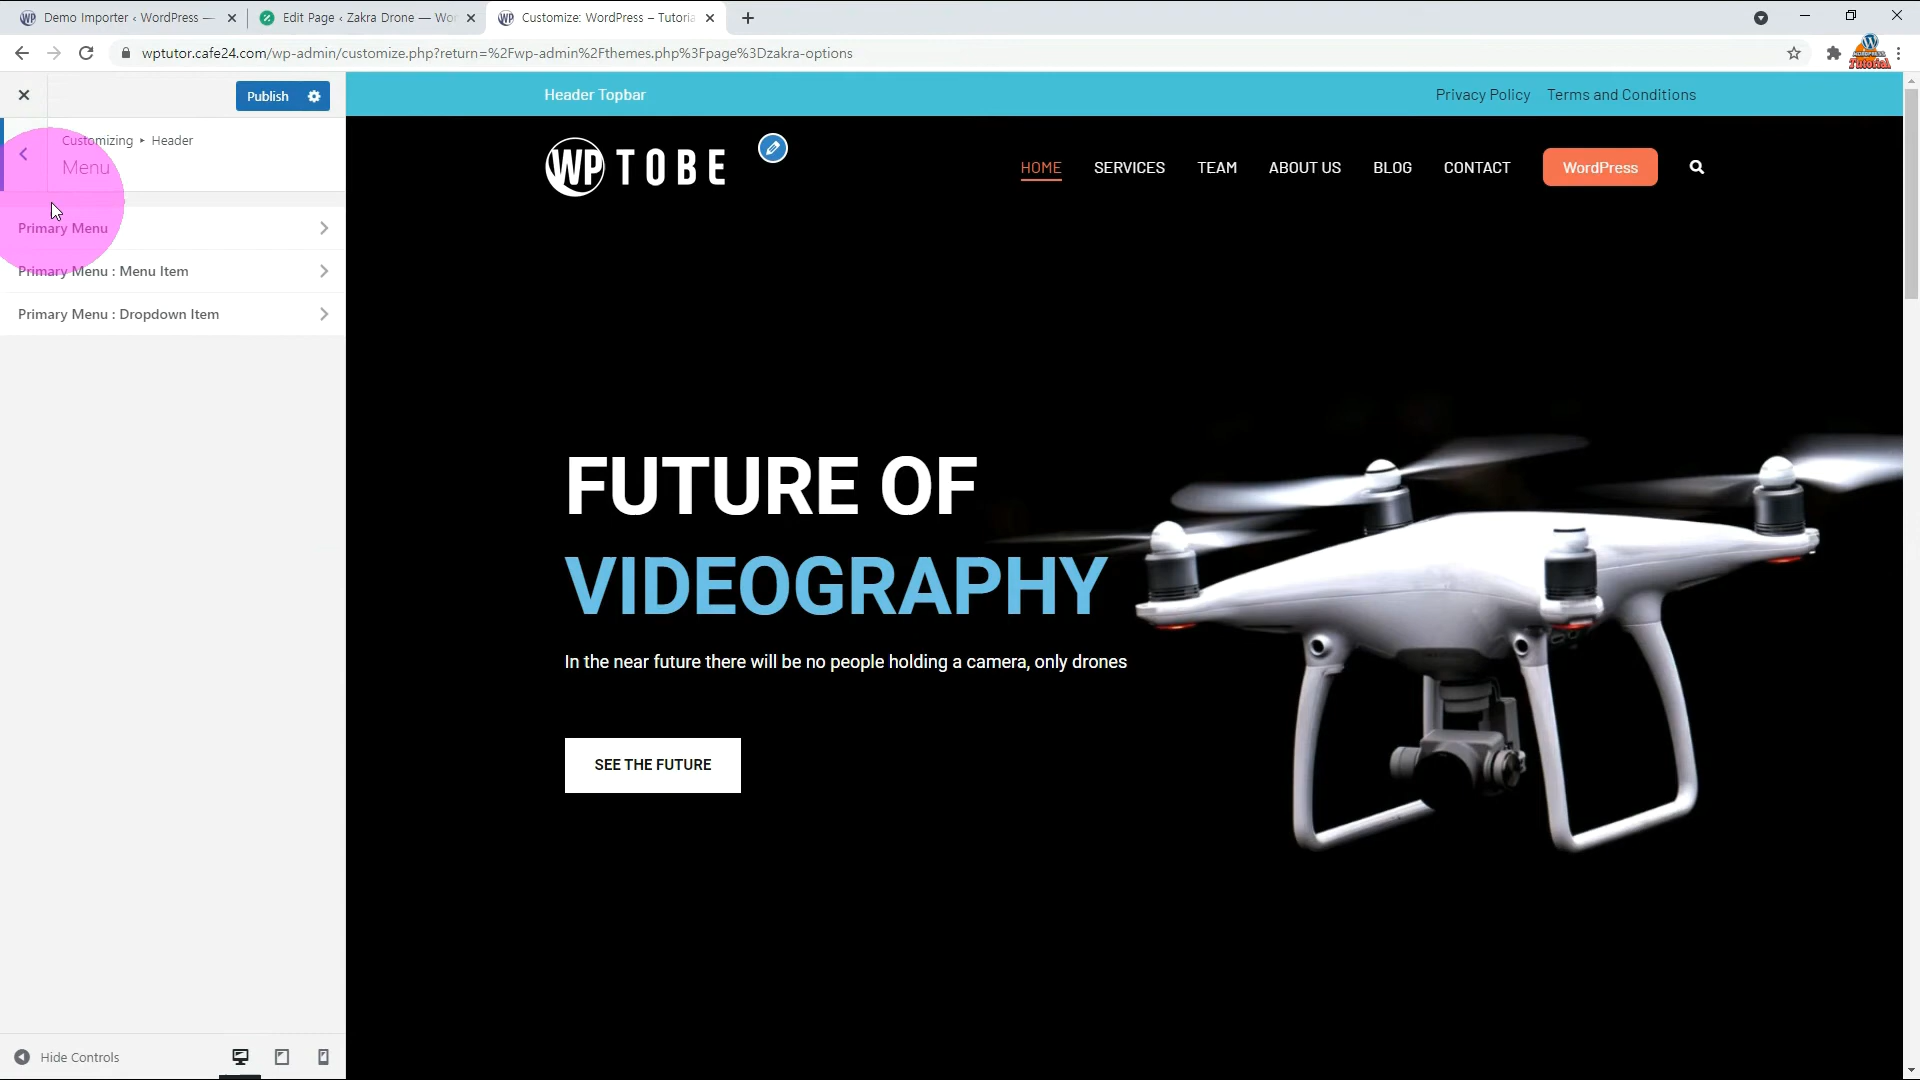 Demo Importer ‹ WordPress —
Edit Page ‹ Zakra Drone — Wor
Customize: WordPress – Tutoria
wptutor.cafe24.com/wp-admin/customize.php?return=%2Fwp-admin%2Fthemes.php%3Fpage%3Dzakra-options
WORDPRESS
Tutorial
Publish
Customizing ▸ Header
Menu
Primary Menu
Primary Menu : Menu Item
Primary Menu : Dropdown Item
Hide Controls
Header Topbar
Privacy Policy
Terms and Conditions
WP TOBE
HOME
SERVICES
TEAM
ABOUT US
BLOG
CONTACT
WordPress
FUTURE OF
VIDEOGRAPHY
In the near future there will be no people holding a camera, only drones
SEE THE FUTURE